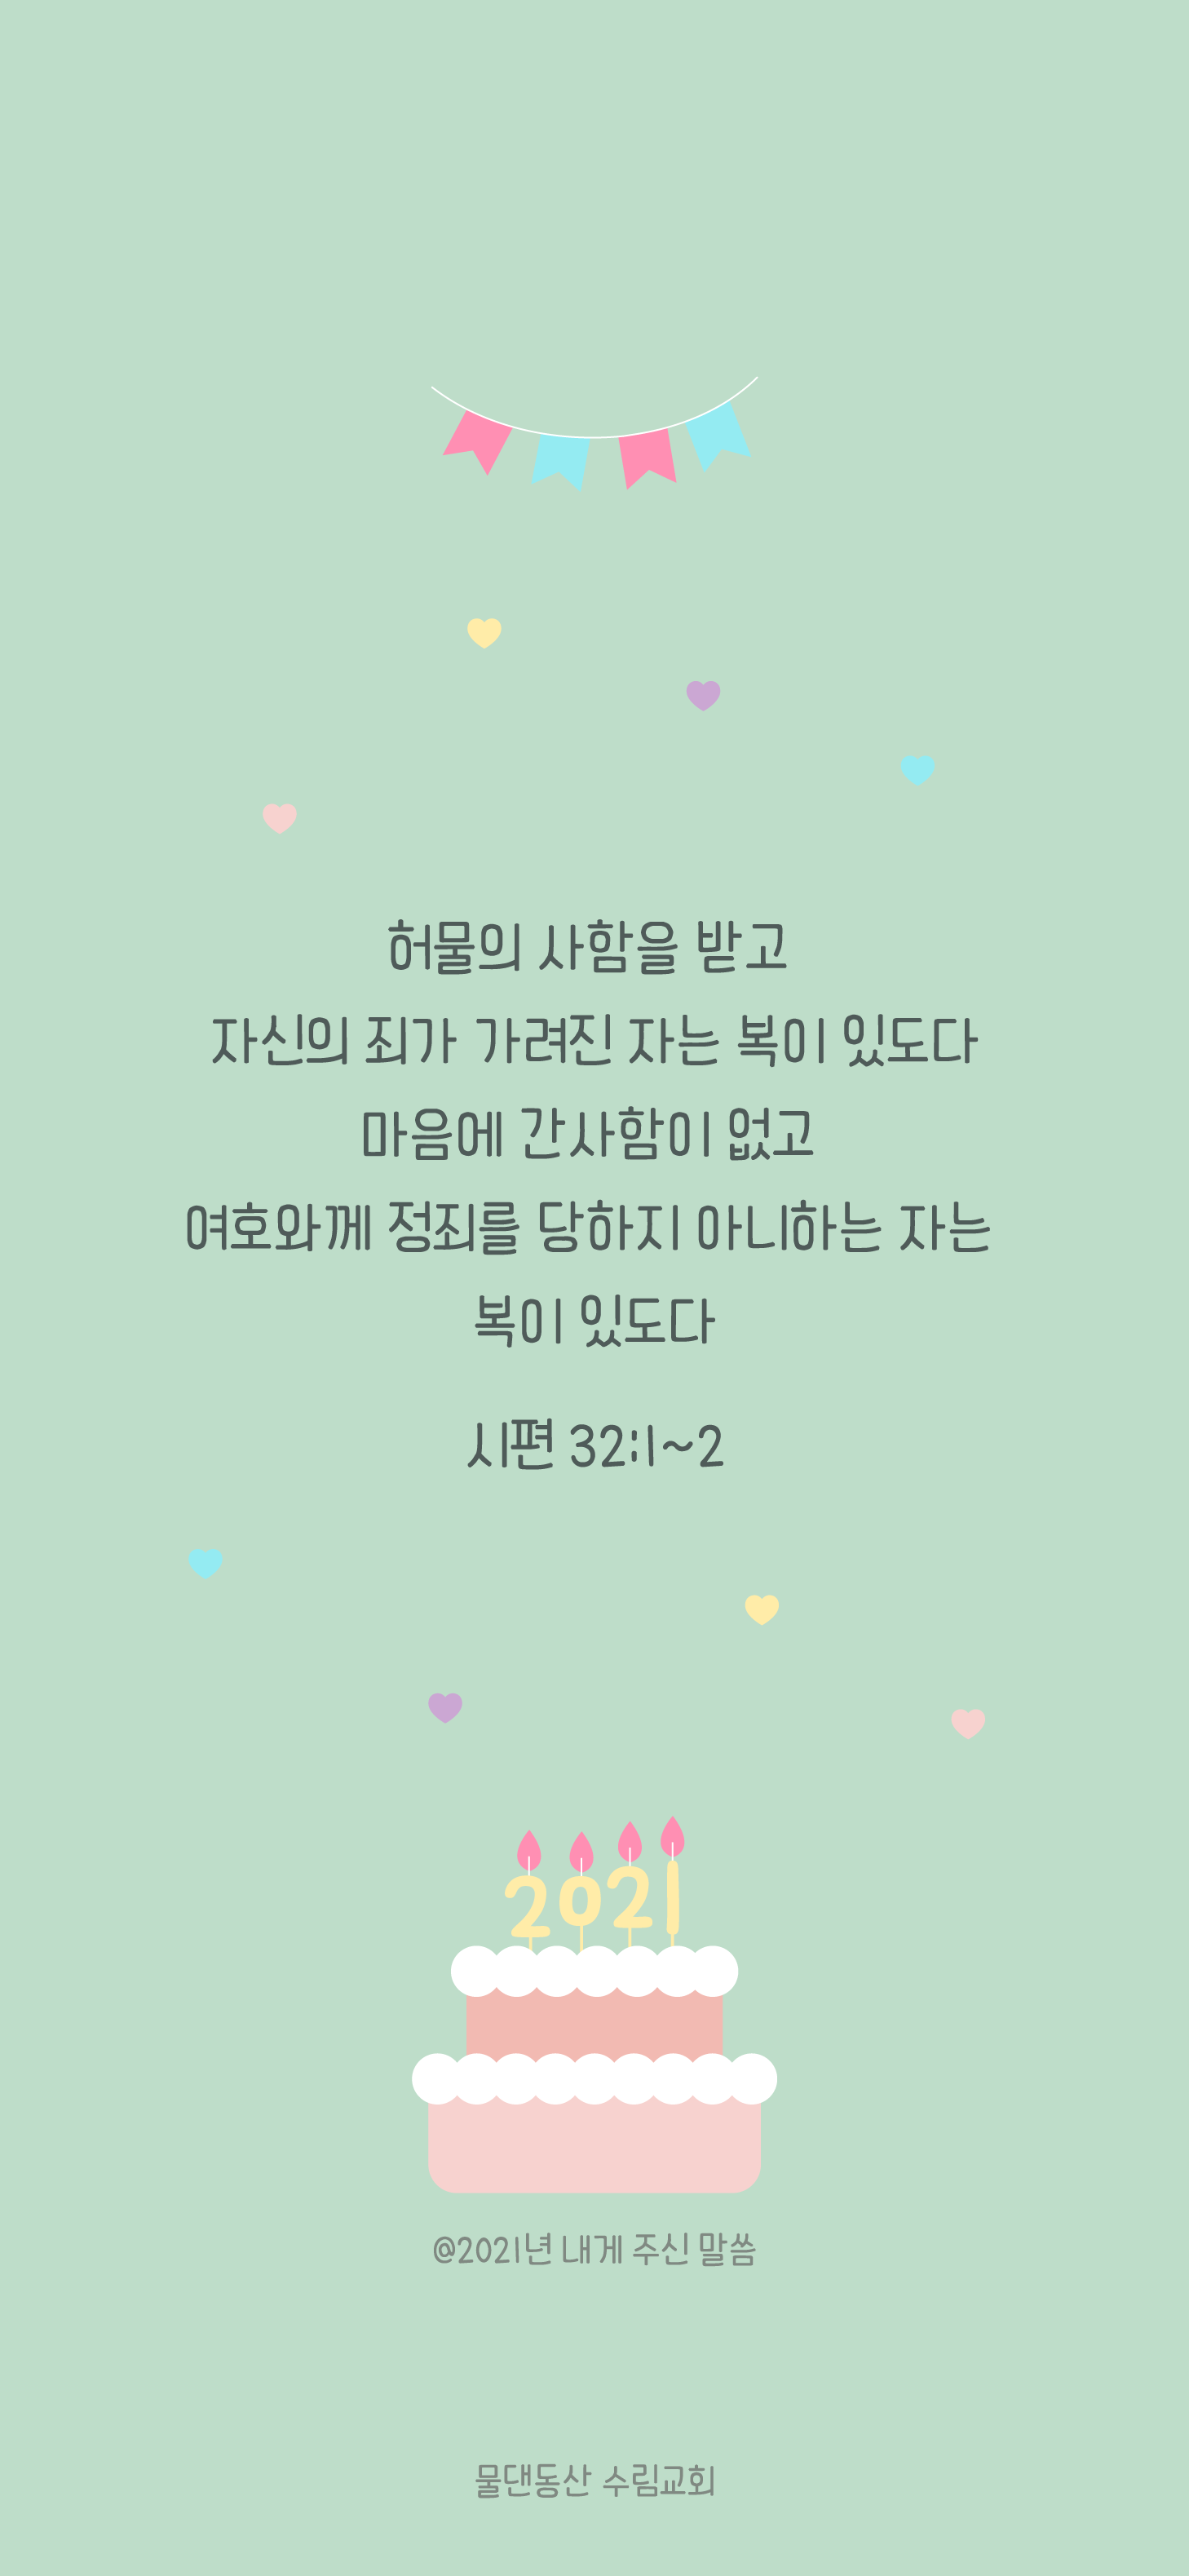 허물의 사함을 받고
자신의 죄가 가려진 자는 복이 있도다
마음에 간사함이 없고
여호와께 정죄를 당하지 아니하는 자는
복이 있도다
시편 32:1~2
2021
@2021년 내게 주신 말씀
물댄동산 수림교회